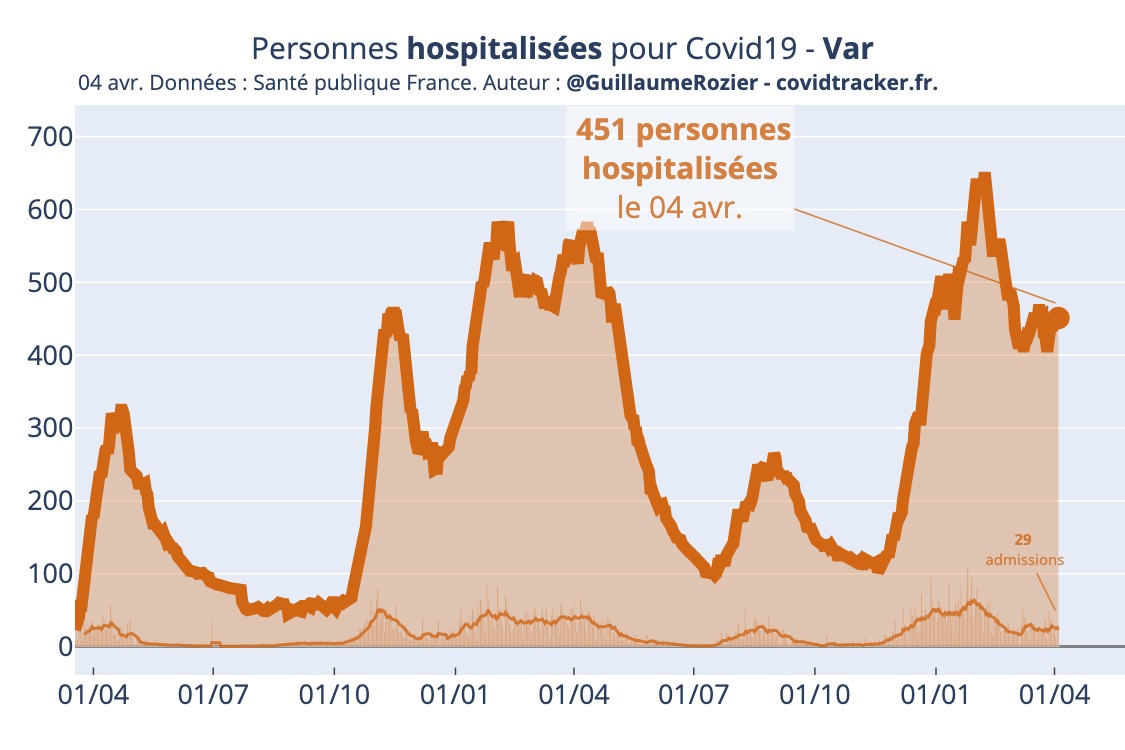 Personnes hospitalisées pour Covid19 - Var
04 avr. Données : Santé publique France. Auteur : @GuillaumeRozier - covidtracker.fr.
451 personnes
hospitalisées
le 04 avr.
700
600
500
400
300
200
100
0
29
admissions
01/04 01/07 01/10 01/01 01/04 01/07 01/10 01/01 01/04